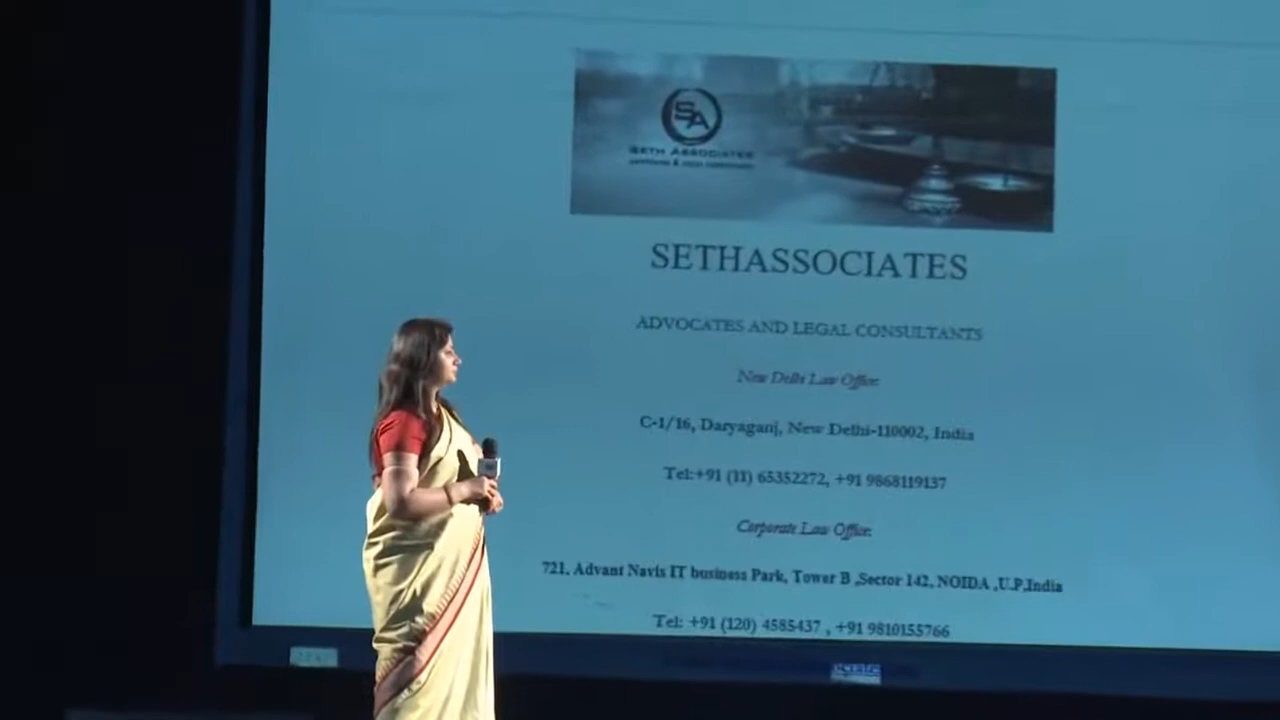 SA
SETH ASSOCIATES
SETHASSOCIATES
ADVOCATES AND LEGAL CONSULTANTS
New Delhi Law Office:
C-1/16, Daryaganj, New Delhi-110002, India
Tel:+91 (11) 65352272, +91 9868119137
Corporate Law Office:
721, Advant Navis IT business Park, Tower B ,Sector 142, NOIDA ,U.P,India
Tel: +91 (120) 4585437 , +91 9810155766